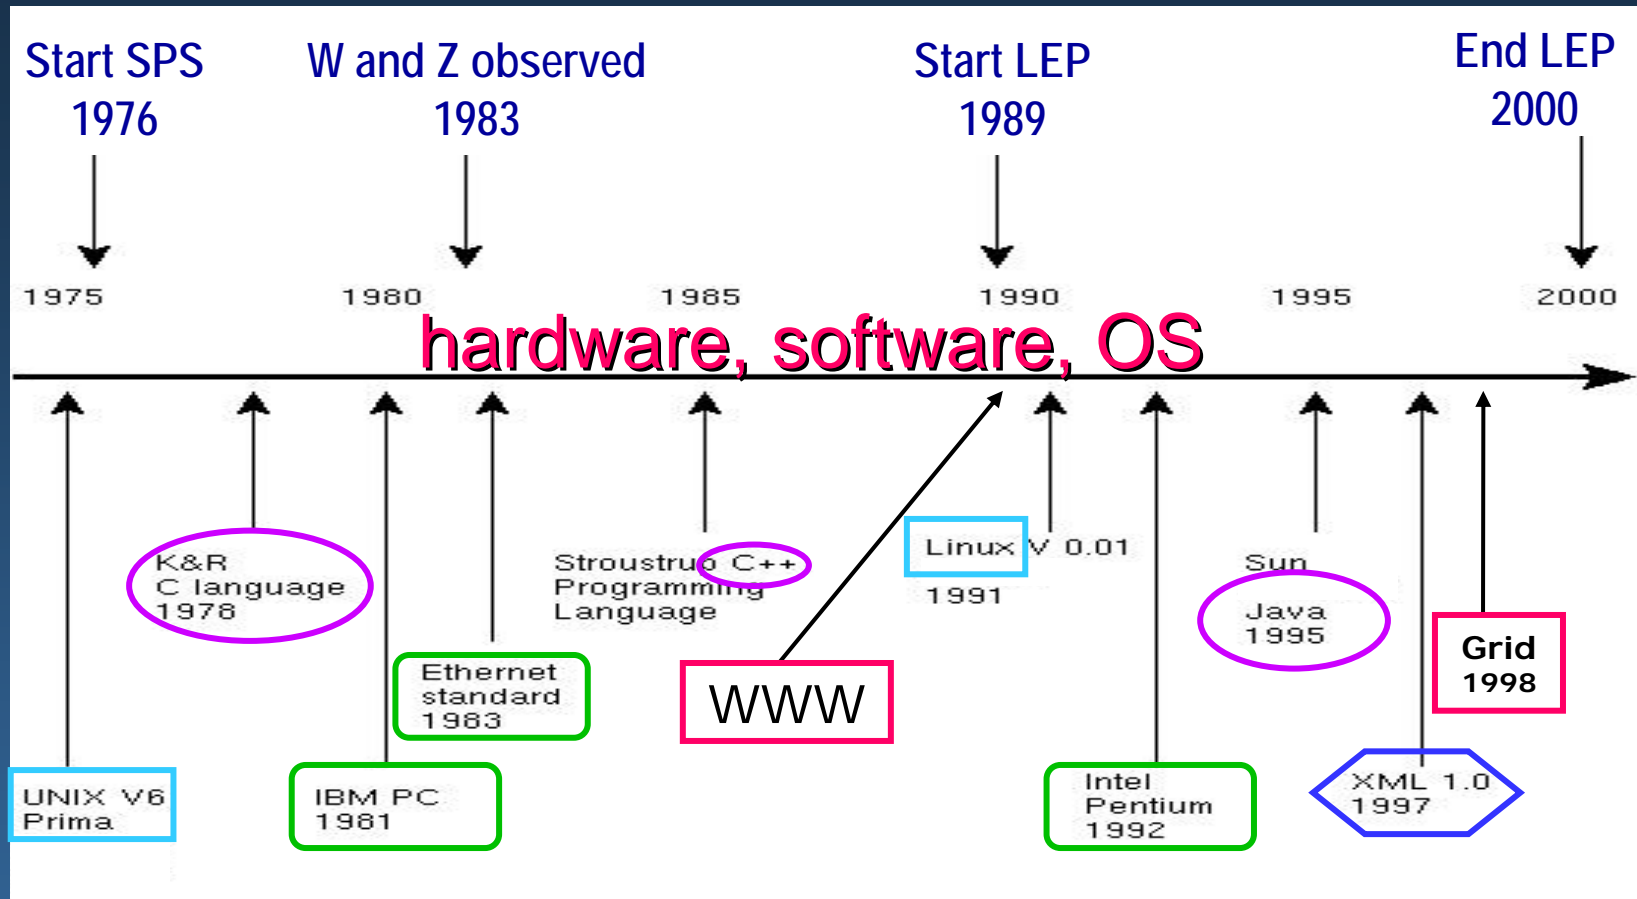 Start SPS
1976
W and Z observed
1983
Start LEP
1989
End LEP
2000
1975
1980
1985
1990
1995
2000
hardware, software, OS
K&R
C language
1978
Stroustrup C++
Programming
Language
Linux V 0.01
1991
Sun
Java
1995
Ethernet
standard
1983
WWW
Grid
1998
UNIX V6
Prima
IBM PC
1981
Intel
Pentium
1992
XML 1.0
1997